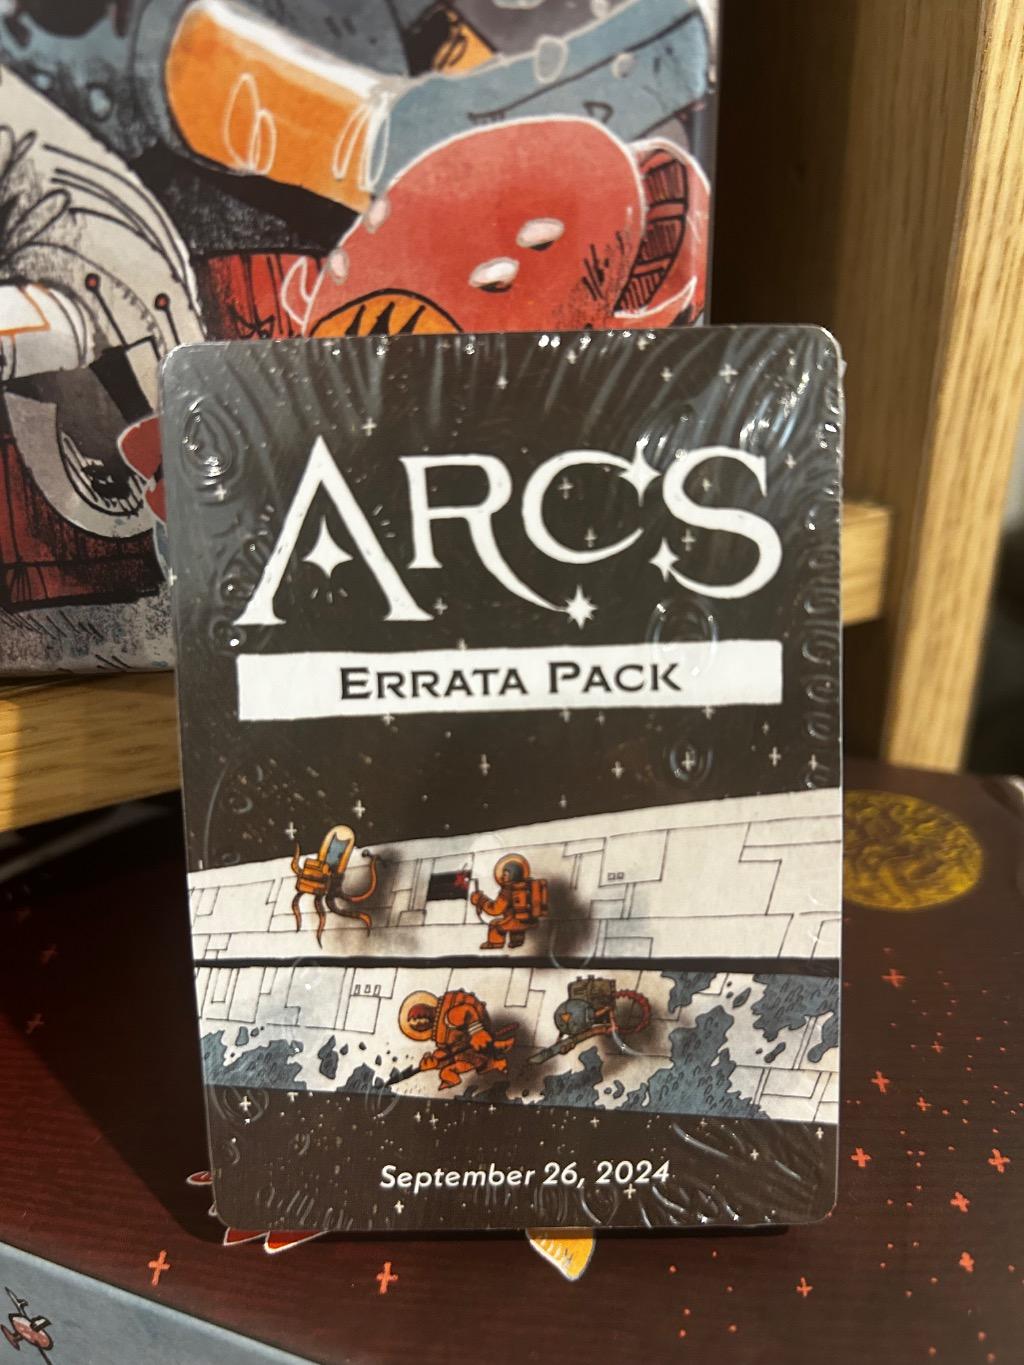 ARCS
ERRATA PACK
September 26, 2024